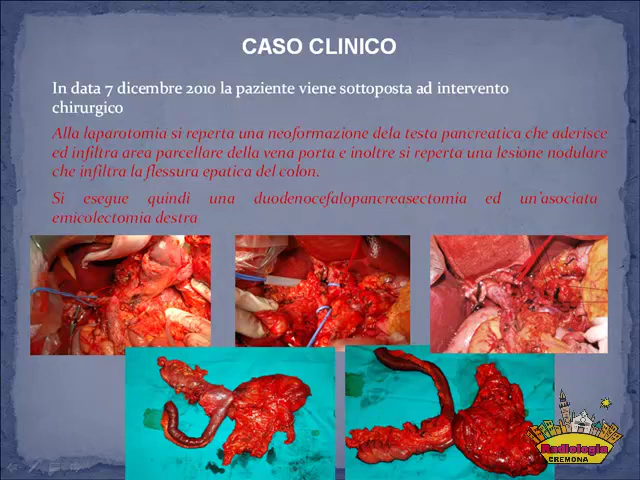 CASO CLINICO
In data 7 dicembre 2010 la paziente viene sottoposta ad intervento
chirurgico
Alla laparotomia si reperta una neoformazione dela testa pancreatica che aderisce
ed infiltra area parcellare della vena porta e inoltre si reperta una lesione nodulare
che infiltra la flessura epatica del colon.
Si esegue quindi una duodenocefalopancreasectomia ed un'asociata
emicolectomia destra
Radiologia
CREMONA